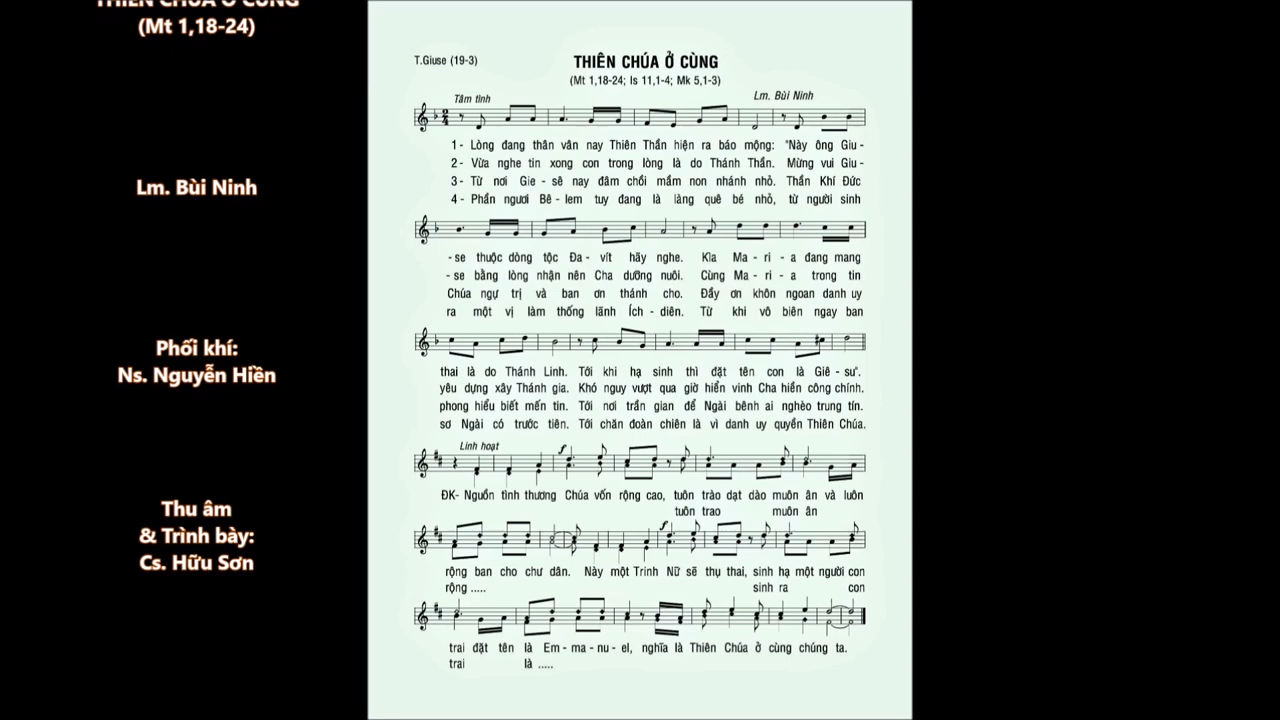 THIÊN CHÚA Ở CÙNG
(Mt 1,18-24)
Lm. Bùi Ninh
Phối khí:
Ns. Nguyễn Hiền
Thu âm
& Trình bày:
Cs. Hữu Sơn
T.Giuse (19-3)
THIÊN CHÚA Ở CÙNG
(Mt 1,18-24; Is 11,1-4; Mk 5,1-3)
Tâm tình
Lm. Bùi Ninh
1- Lòng đang thân vân nay Thiên Thần hiện ra báo mộng: "Này ông Giu -
2- Vừa nghe tin xong con trong lòng là do Thánh Thần. Mừng vui Giu -
3- Từ nơi Gie - sê nay đâm chồi mầm non nhánh nhỏ. Thần Khí Đức
4- Phần ngươi Bê - lem tuy đang là làng quê bé nhỏ, từ người sinh
- se thuộc dòng tộc Đa - vít hãy nghe. Kìa Ma - ri - a đang mang
- se bằng lòng nhận nên Cha dưỡng nuôi. Cùng Ma - ri - a trong tin
Chúa ngự trị và ban ơn thánh cho. Đầy ơn khôn ngoan danh uy
ra một vị làm thống lãnh Ích - diên. Từ khi vô biên ngay ban
thai là do Thánh Linh. Tới khi hạ sinh thì đặt tên con là Giê - su".
yêu dựng xây Thánh gia. Khó nguy vượt qua giờ hiển vinh Cha hiền công chính.
phong hiểu biết mến tin. Tới nơi trần gian để Ngài bênh ai nghèo trung tín.
sơ Ngài có trước tiên. Tới chăn đoàn chiên là vì danh uy quyền Thiên Chúa.
Linh hoạt
f
ĐK- Nguồn tình thương Chúa vốn rộng cao, tuôn trào dạt dào muôn ân và luôn
tuôn trao muôn ân
f
rộng ban cho chư dân. Này một Trinh Nữ sẽ thụ thai, sinh hạ một người con
rộng ..... sinh ra con
trai đặt tên là Em - ma - nu - el, nghĩa là Thiên Chúa ở cùng chúng ta.
trai là .....